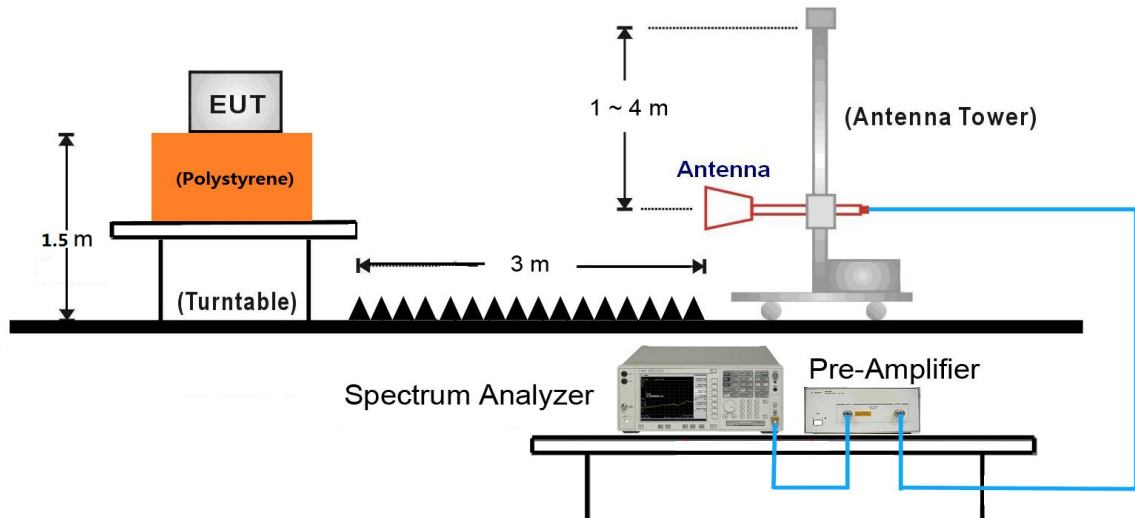 EUT
(Polystyrene)
1.5 m
(Turntable)
3 m
1 ~ 4 m
(Antenna Tower)
Antenna
Spectrum Analyzer
Pre-Amplifier